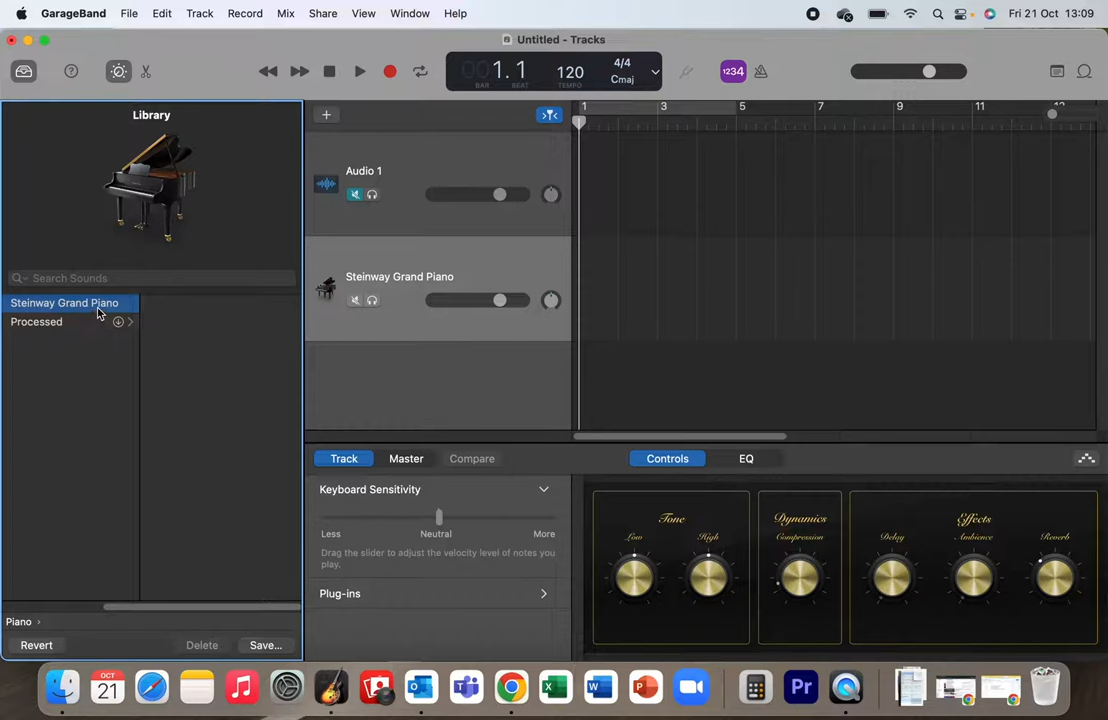 GarageBand File Edit Track Record Mix Share View Window Help Fri 21 Oct 13:09
Untitled - Tracks
001.1 120 4/4 Cmaj 1234
BAR BEAT TEMPO
Library
Search Sounds
Steinway Grand Piano
Processed
Piano
Revert Delete Save...
1 3 5 7 9 11
Audio 1
Steinway Grand Piano
Track Master Compare Controls EQ
Keyboard Sensitivity
Less Neutral More
Drag the slider to adjust the velocity level of notes you
play.
Plug-ins
Tone Dynamics Effects
Low High Compression Delay Ambience Reverb
OCT
21